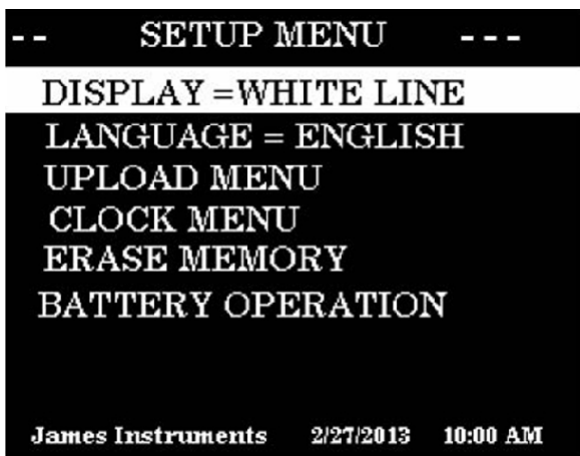 -- SETUP MENU ---
DISPLAY =WHITE LINE
LANGUAGE = ENGLISH
UPLOAD MENU
CLOCK MENU
ERASE MEMORY
BATTERY OPERATION
James Instruments 2/27/2013 10:00 AM